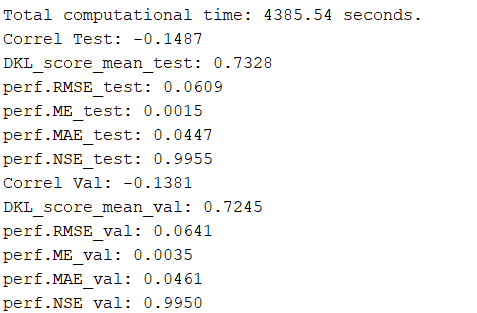 Total computational time: 4385.54 seconds.
Correl Test: -0.1487
DKL_score_mean_test: 0.7328
perf.RMSE_test: 0.0609
perf.ME_test: 0.0015
perf.MAE_test: 0.0447
perf.NSE_test: 0.9955
Correl Val: -0.1381
DKL_score_mean_val: 0.7245
perf.RMSE_val: 0.0641
perf.ME_val: 0.0035
perf.MAE_val: 0.0461
perf.NSE val: 0.9950